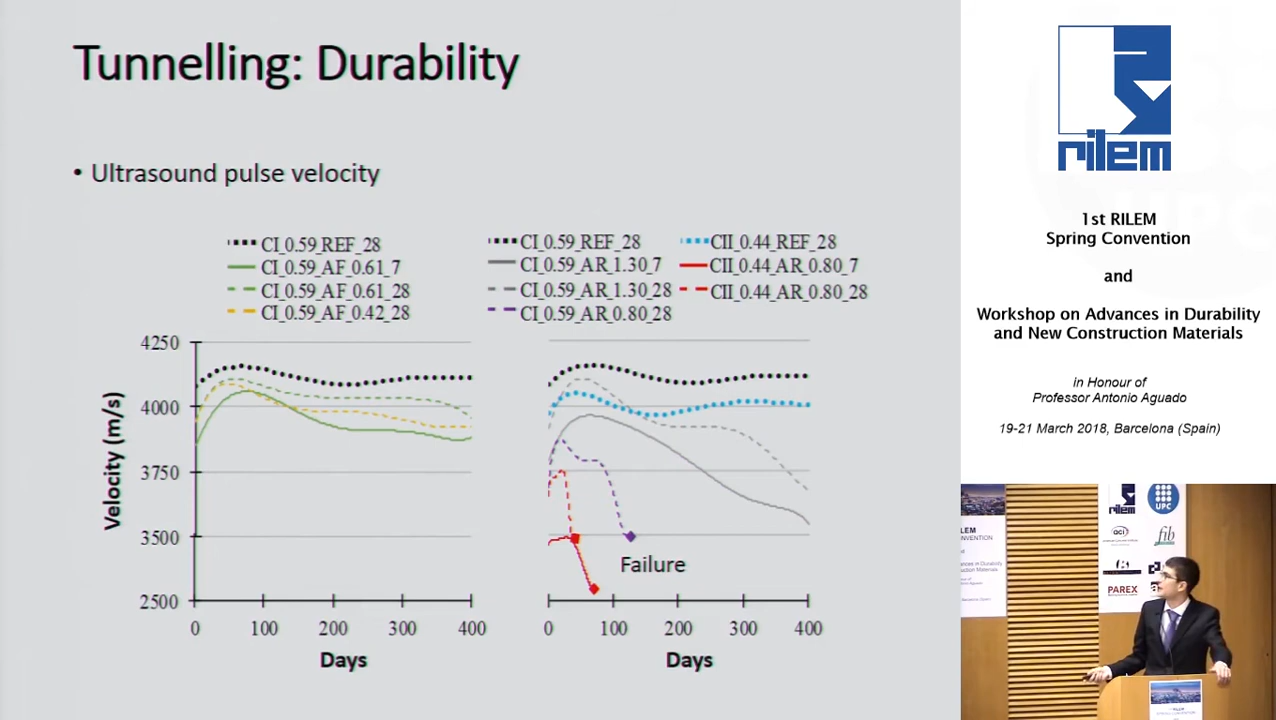 Tunnelling: Durability
• Ultrasound pulse velocity
CI_0.59_REF_28
CI_0.59_AF_0.61_7
CI_0.59_AF_0.61_28
CI_0.59_AF_0.42_28
CI_0.59_REF_28
CI_0.59_AR_1.30_7
CI_0.59_AR_1.30_28
CI_0.59_AR_0.80_28
CII_0.44_REF_28
CII_0.44_AR_0.80_7
CII_0.44_AR_0.80_28
Velocity (m/s)
4250
4000
3750
3500
2500
0 100 200 300 400
Days
Failure
0 100 200 300 400
Days
rilem
1st RILEM
Spring Convention
and
Workshop on Advances in Durability
and New Construction Materials
in Honour of
Professor Antonio Aguado
19-21 March 2018, Barcelona (Spain)
rilem
UPC
aci
fib
PAREX